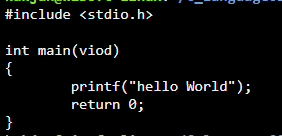 #include <stdio.h>
int main(viod)
{
printf("hello World");
return 0;
}